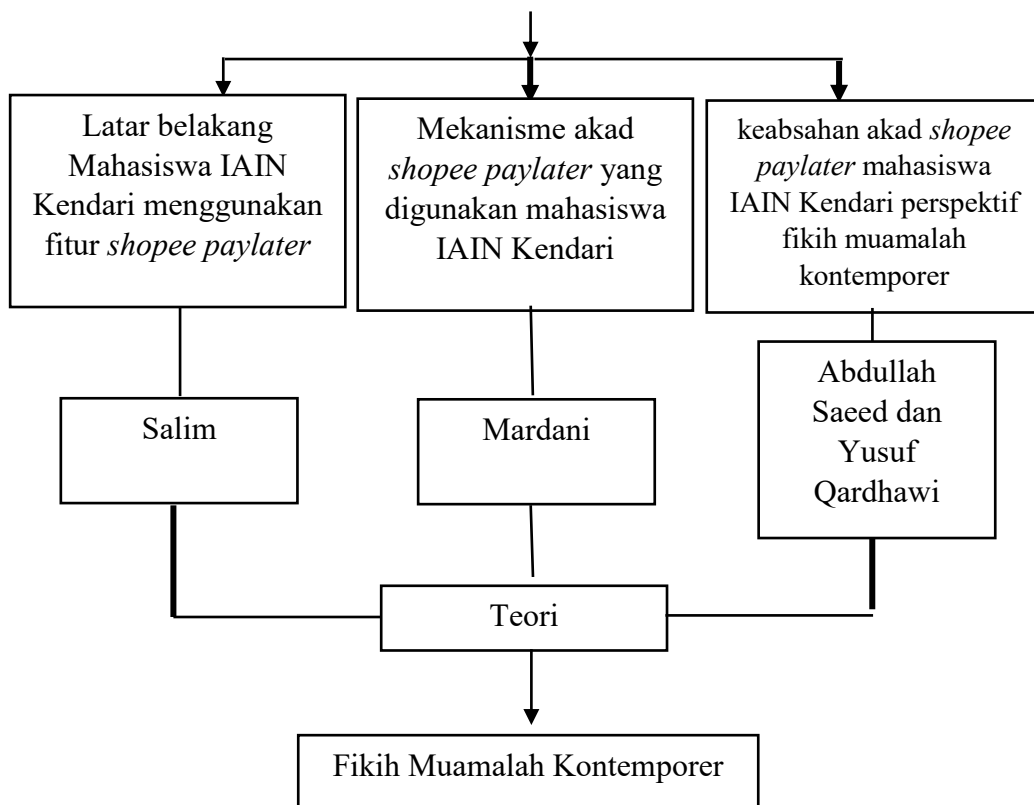 Latar belakang
Mahasiswa IAIN
Kendari menggunakan
fitur shopee paylater
Mekanisme akad
shopee paylater yang
digunakan mahasiswa
IAIN Kendari
keabsahan akad shopee
paylater mahasiswa
IAIN Kendari perspektif
fikih muamalah
kontemporer
Salim
Mardani
Abdullah
Saeed dan
Yusuf
Qardhawi
Teori
Fikih Muamalah Kontemporer